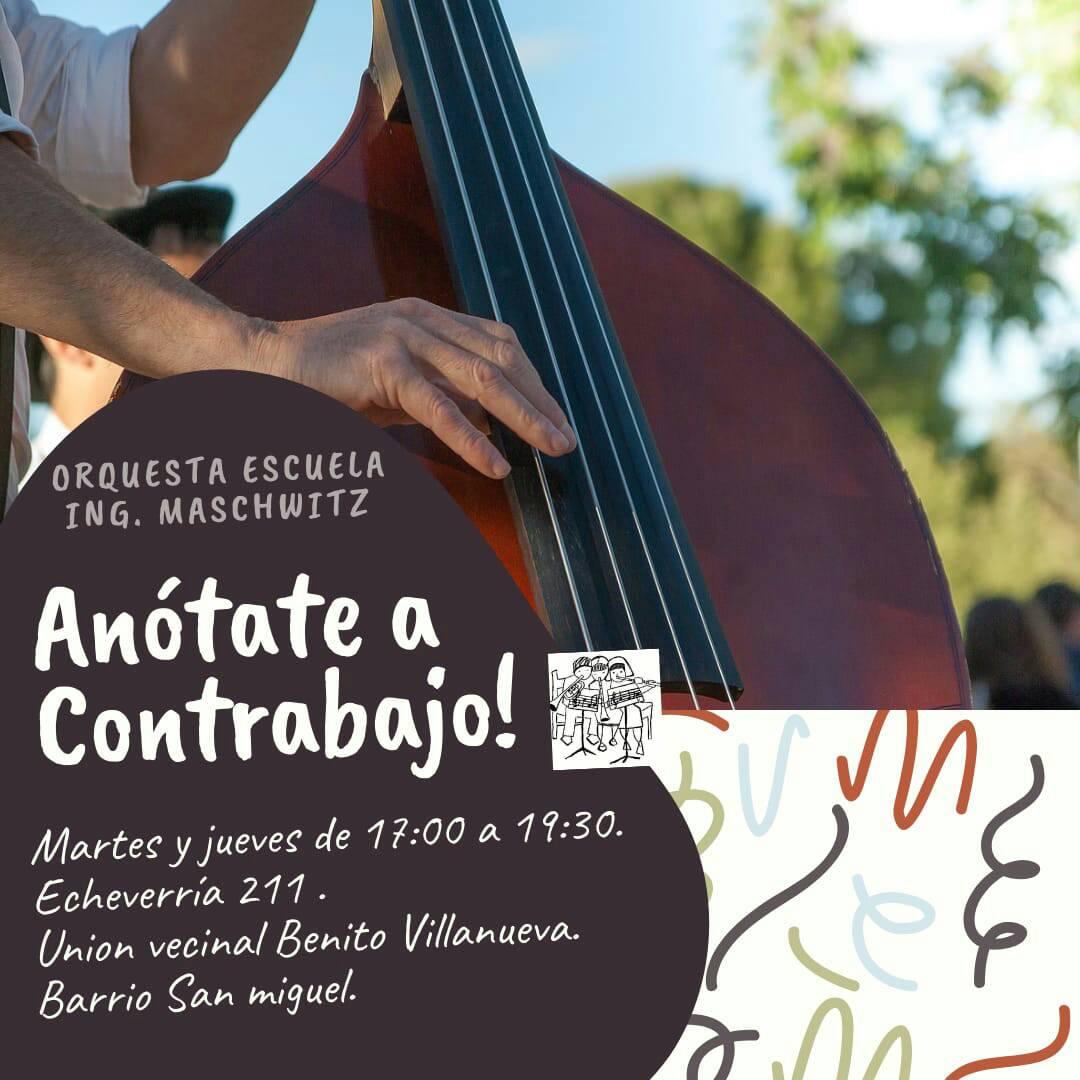 ORQUESTA ESCUELA
ING. MASCHWITZ
Anótate a
Contrabajo!
Martes y jueves de 17:00 a 19:30.
Echeverría 211 .
Union vecinal Benito Villanueva.
Barrio San miguel.